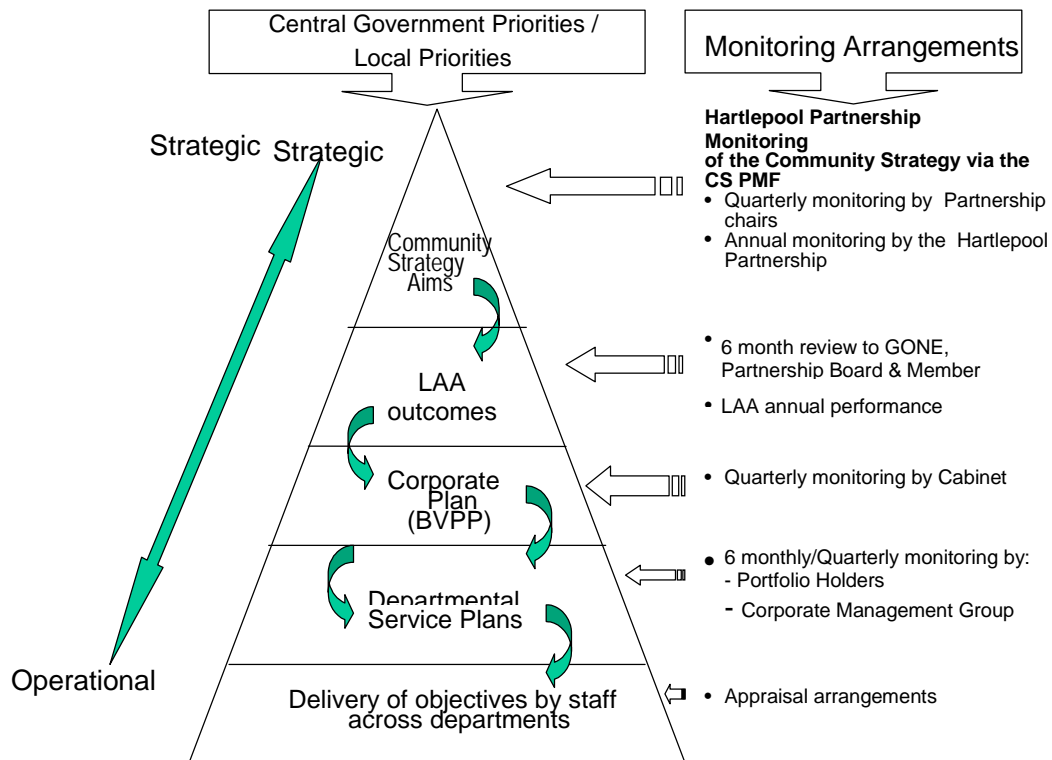 Central Government Priorities /
Local Priorities
Monitoring Arrangements
Strategic Strategic
Operational
Community
Strategy
Aims
LAA
outcomes
Corporate
Plan
(BVPP)
Departmental
Service Plans
Delivery of objectives by staff
across departments
Hartlepool Partnership
Monitoring
of the Community Strategy via the
CS PMF
• Quarterly monitoring by Partnership
chairs
• Annual monitoring by the Hartlepool
Partnership
• 6 month review to GONE,
Partnership Board & Member
• LAA annual performance
• Quarterly monitoring by Cabinet
• 6 monthly/Quarterly monitoring by:
- Portfolio Holders
- Corporate Management Group
• Appraisal arrangements